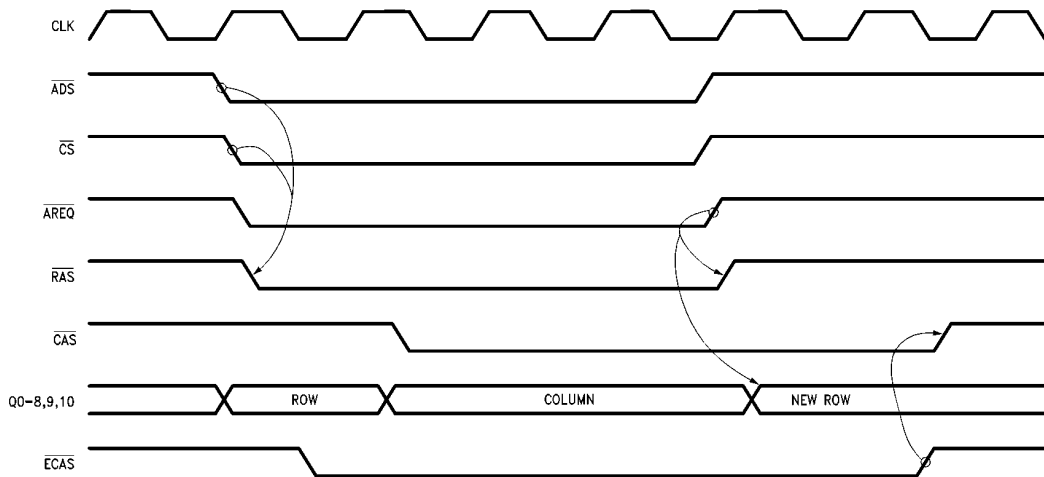 CLK
ADS
CS
AREQ
RAS
CAS
Q0-8,9,10 ROW COLUMN NEW ROW
ECAS